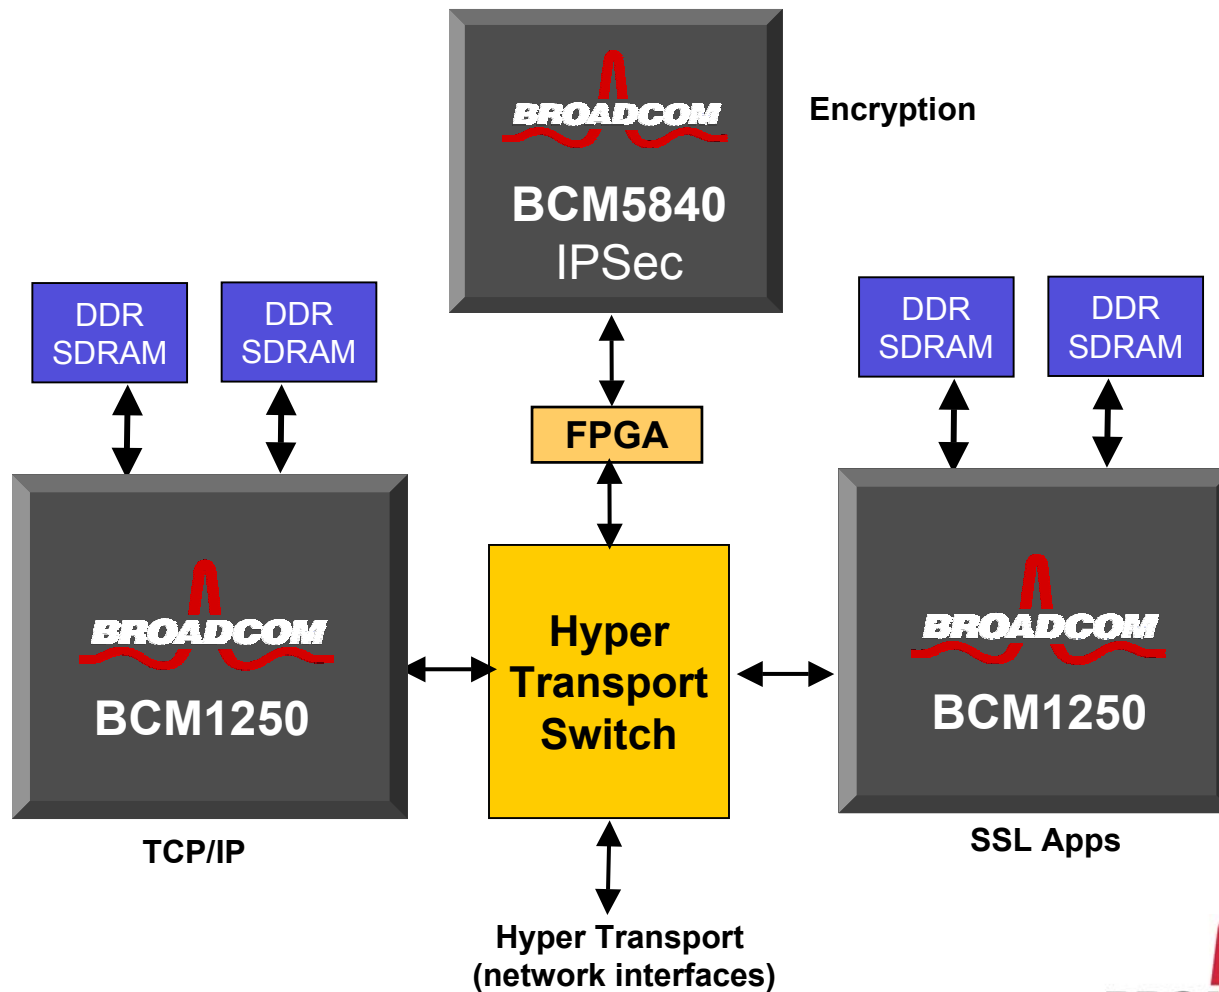 BROADCOM
Encryption
BCM5840
IPSec
DDR
SDRAM
DDR
SDRAM
DDR
SDRAM
DDR
SDRAM
FPGA
BROADCOM
BCM1250
Hyper
Transport
Switch
BROADCOM
BCM1250
TCP/IP
SSL Apps
Hyper Transport
(network interfaces)